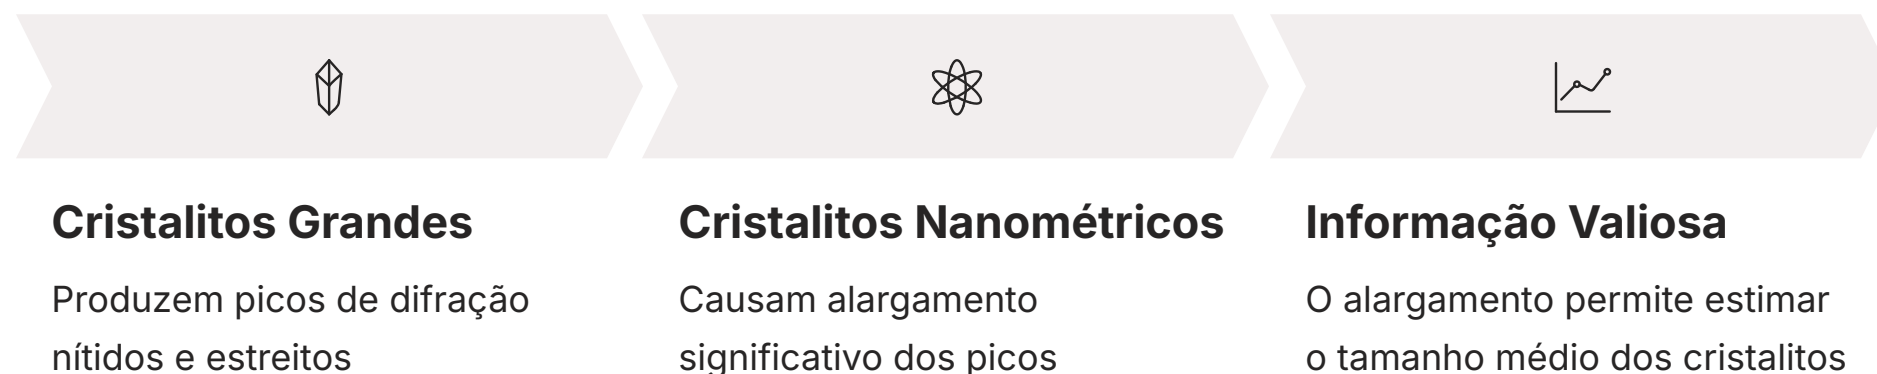 Cristalitos Grandes
Produzem picos de difração
nítidos e estreitos
Cristalitos Nanométricos
Causam alargamento
significativo dos picos
Informação Valiosa
O alargamento permite estimar
o tamanho médio dos cristalitos